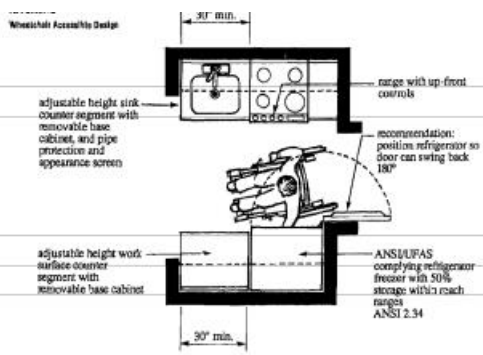 30" min.
Wheelchair Accessible Design
adjustable height sink
counter segment with
removable base
cabinet, and pipe
protection and
appearance screen
range with up-front
controls
recommendation:
position refrigerator so
door can swing back
180°
adjustable height work
surface counter
segment with
removable base cabinet
ANSI/UFAS
complying refrigerator
freezer with 50%
storage within reach
ranges
ANSI 2.34
30" min.